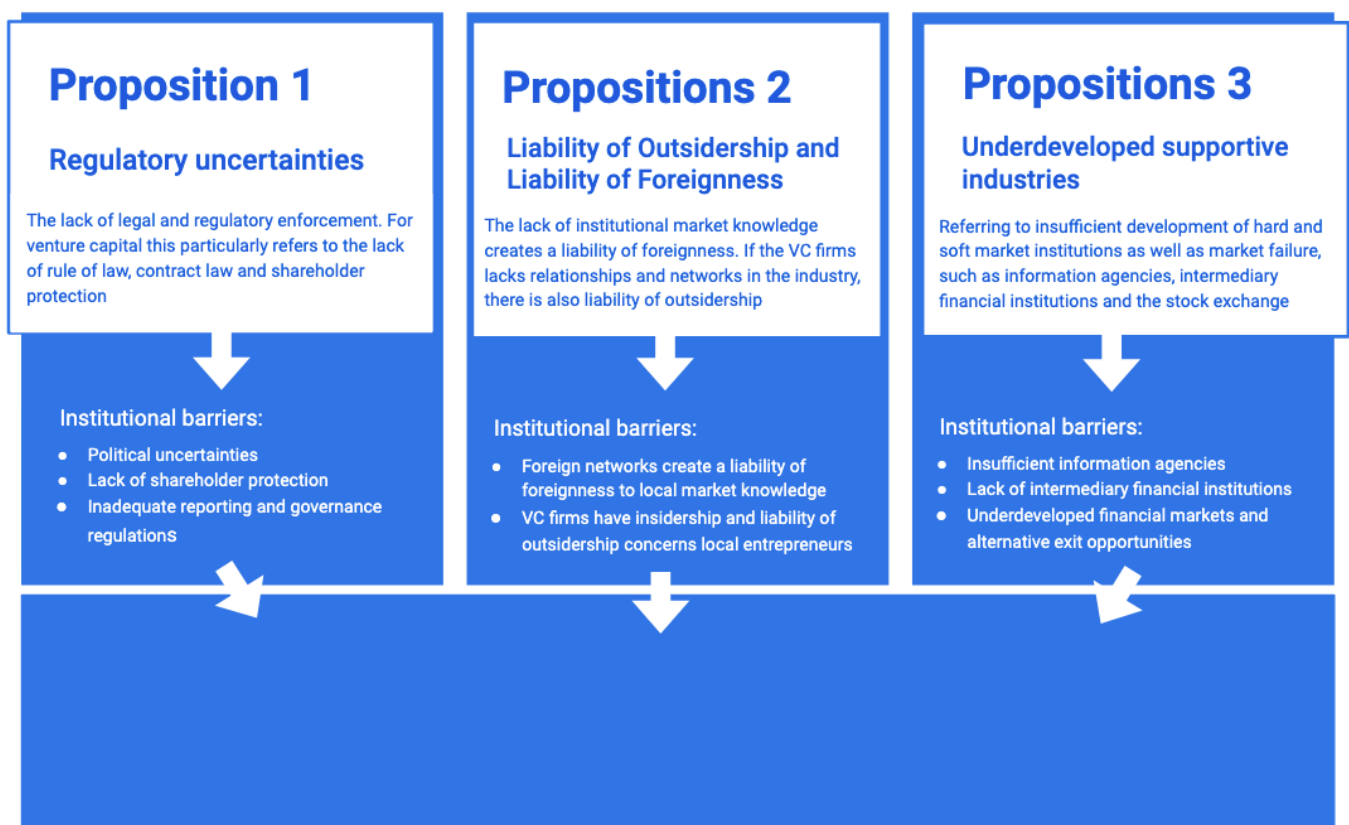 Proposition 1
Regulatory uncertainties
The lack of legal and regulatory enforcement. For
venture capital this particularly refers to the lack
of rule of law, contract law and shareholder
protection
Institutional barriers:
● Political uncertainties
● Lack of shareholder protection
● Inadequate reporting and governance
regulations
Propositions 2
Liability of Outsidership and
Liability of Foreignness
The lack of institutional market knowledge
creates a liability of foreignness. If the VC firms
lacks relationships and networks in the industry,
there is also liability of outsidership
Institutional barriers:
● Foreign networks create a liability of
foreignness to local market knowledge
● VC firms have insidership and liability of
outsidership concerns local entrepreneurs
Propositions 3
Underdeveloped supportive
industries
Referring to insufficient development of hard and
soft market institutions as well as market failure,
such as information agencies, intermediary
financial institutions and the stock exchange
Institutional barriers:
● Insufficient information agencies
● Lack of intermediary financial institutions
● Underdeveloped financial markets and
alternative exit opportunities